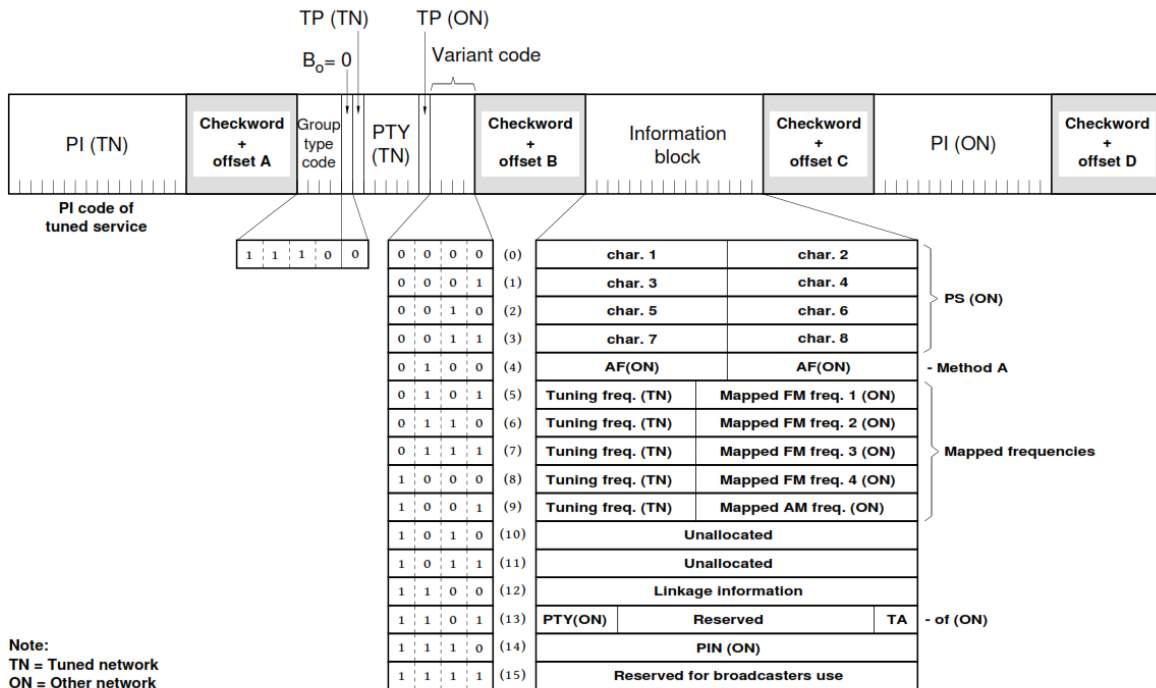 TP (TN) TP (ON)
Bo= 0 Variant code
PI (TN) Checkword + offset A Group type code PTY (TN) Checkword + offset B Information block Checkword + offset C PI (ON) Checkword + offset D
PI code of
tuned service
1 1 1 0 0
0 0 0 0 (0) char. 1 char. 2
0 0 0 1 (1) char. 3 char. 4
PS (ON)
0 0 1 0 (2) char. 5 char. 6
0 0 1 1 (3) char. 7 char. 8
0 1 0 0 (4) AF(ON) AF(ON) - Method A
0 1 0 1 (5) Tuning freq. (TN) Mapped FM freq. 1 (ON)
0 1 1 0 (6) Tuning freq. (TN) Mapped FM freq. 2 (ON)
0 1 1 1 (7) Tuning freq. (TN) Mapped FM freq. 3 (ON) Mapped frequencies
1 0 0 0 (8) Tuning freq. (TN) Mapped FM freq. 4 (ON)
1 0 0 1 (9) Tuning freq. (TN) Mapped AM freq. (ON)
1 0 1 0 (10) Unallocated
1 0 1 1 (11) Unallocated
1 1 0 0 (12) Linkage information
1 1 0 1 (13) PTY(ON) Reserved TA - of (ON)
1 1 1 0 (14) PIN (ON)
1 1 1 1 (15) Reserved for broadcasters use
Note:
TN = Tuned network
ON = Other network